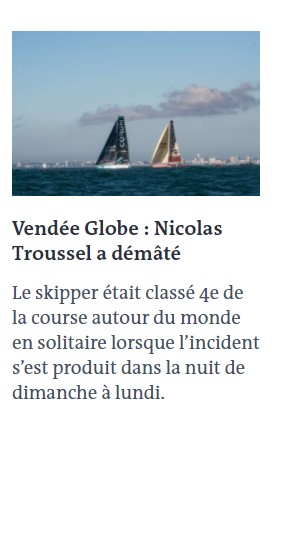 CORUM
Vendée Globe : Nicolas
Troussel a démâté
Le skipper était classé 4e de
la course autour du monde
en solitaire lorsque l’incident
s’est produit dans la nuit de
dimanche à lundi.